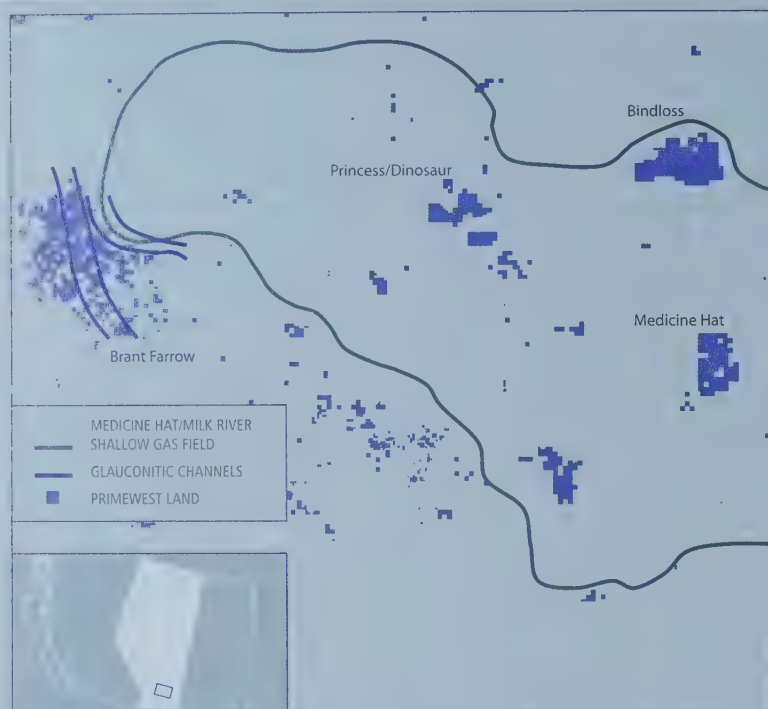 Bindloss
Princess/Dinosaur
Medicine Hat
Brant Farrow
MEDICINE HAT/MILK RIVER
SHALLOW GAS FIELD
GLAUCONITIC CHANNELS
PRIMEWEST LAND